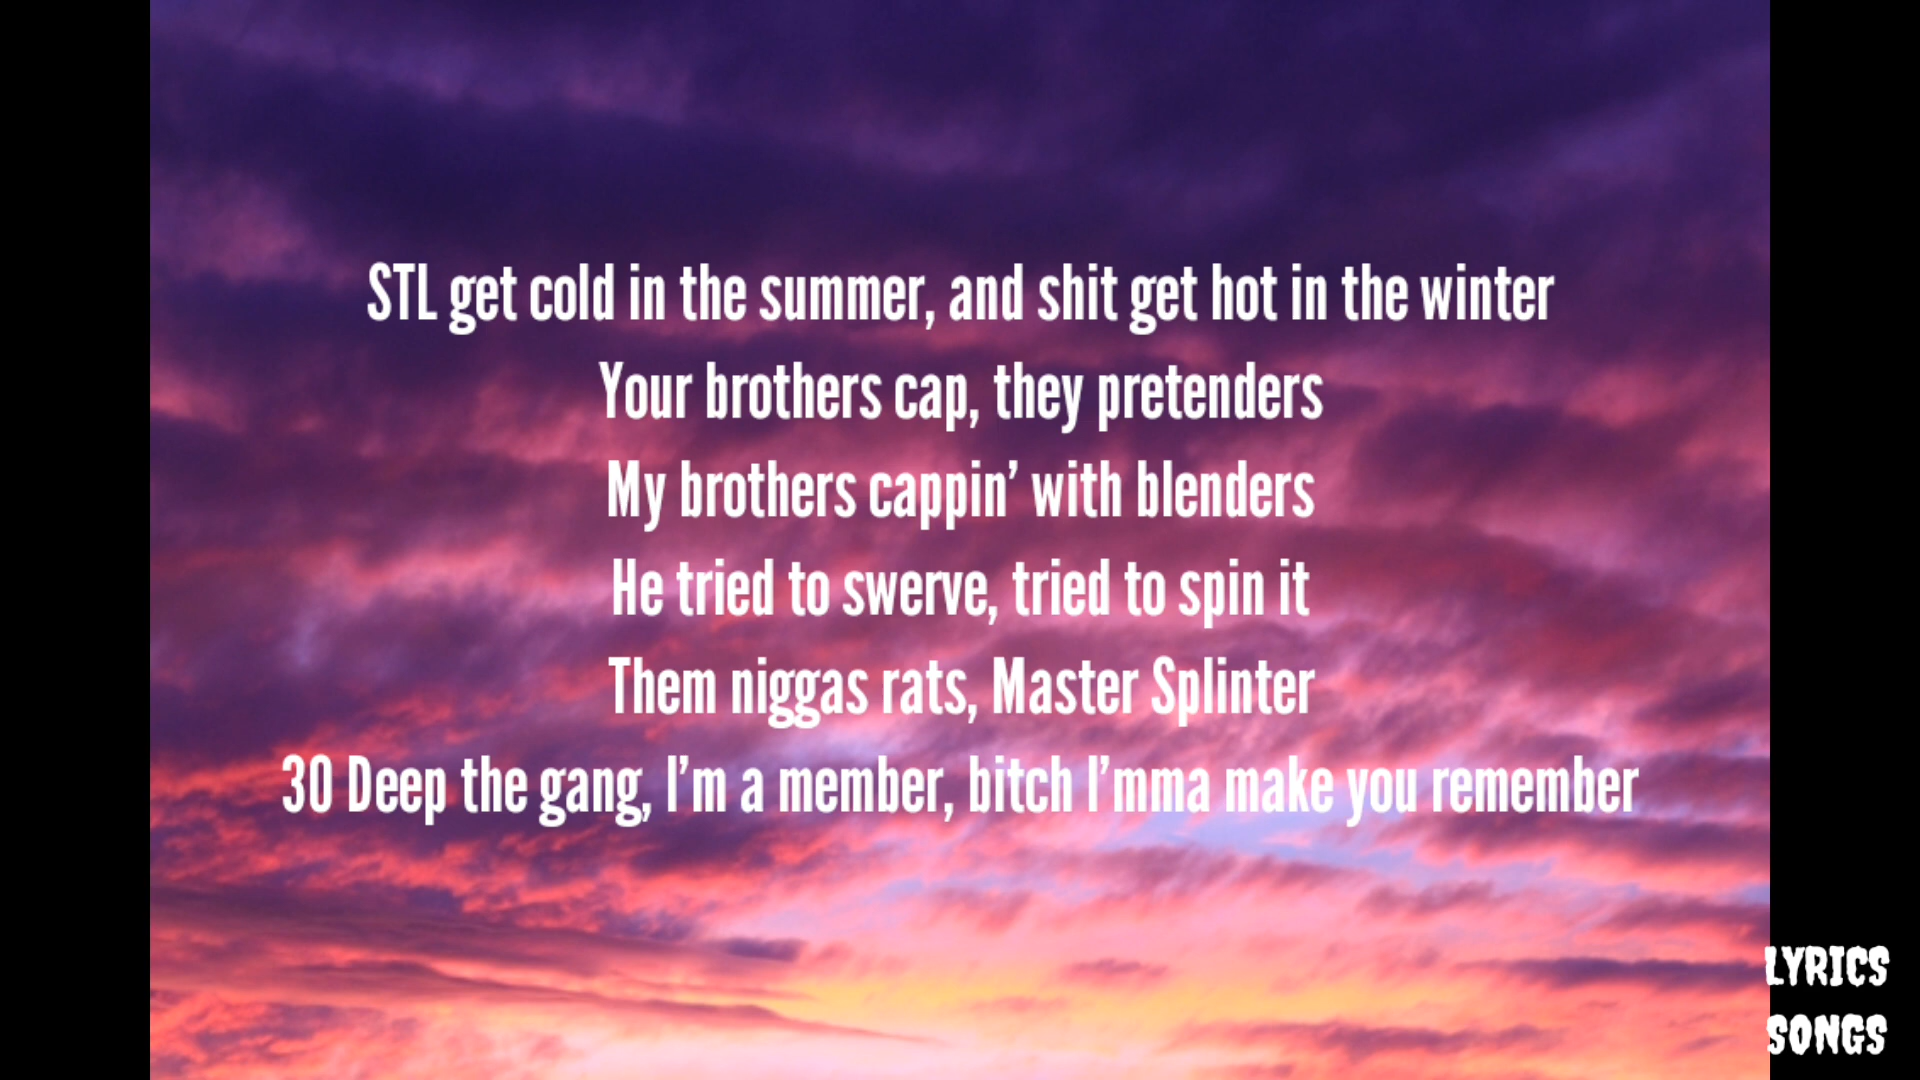 STL get cold in the summer, and shit get hot in the winter
Your brothers cap, they pretenders
My brothers cappin’ with blenders
He tried to swerve, tried to spin it
Them niggas rats, Master Splinter
30 Deep the gang, I’m a member, bitch I’mma make you remember
LYRICS
SONGS